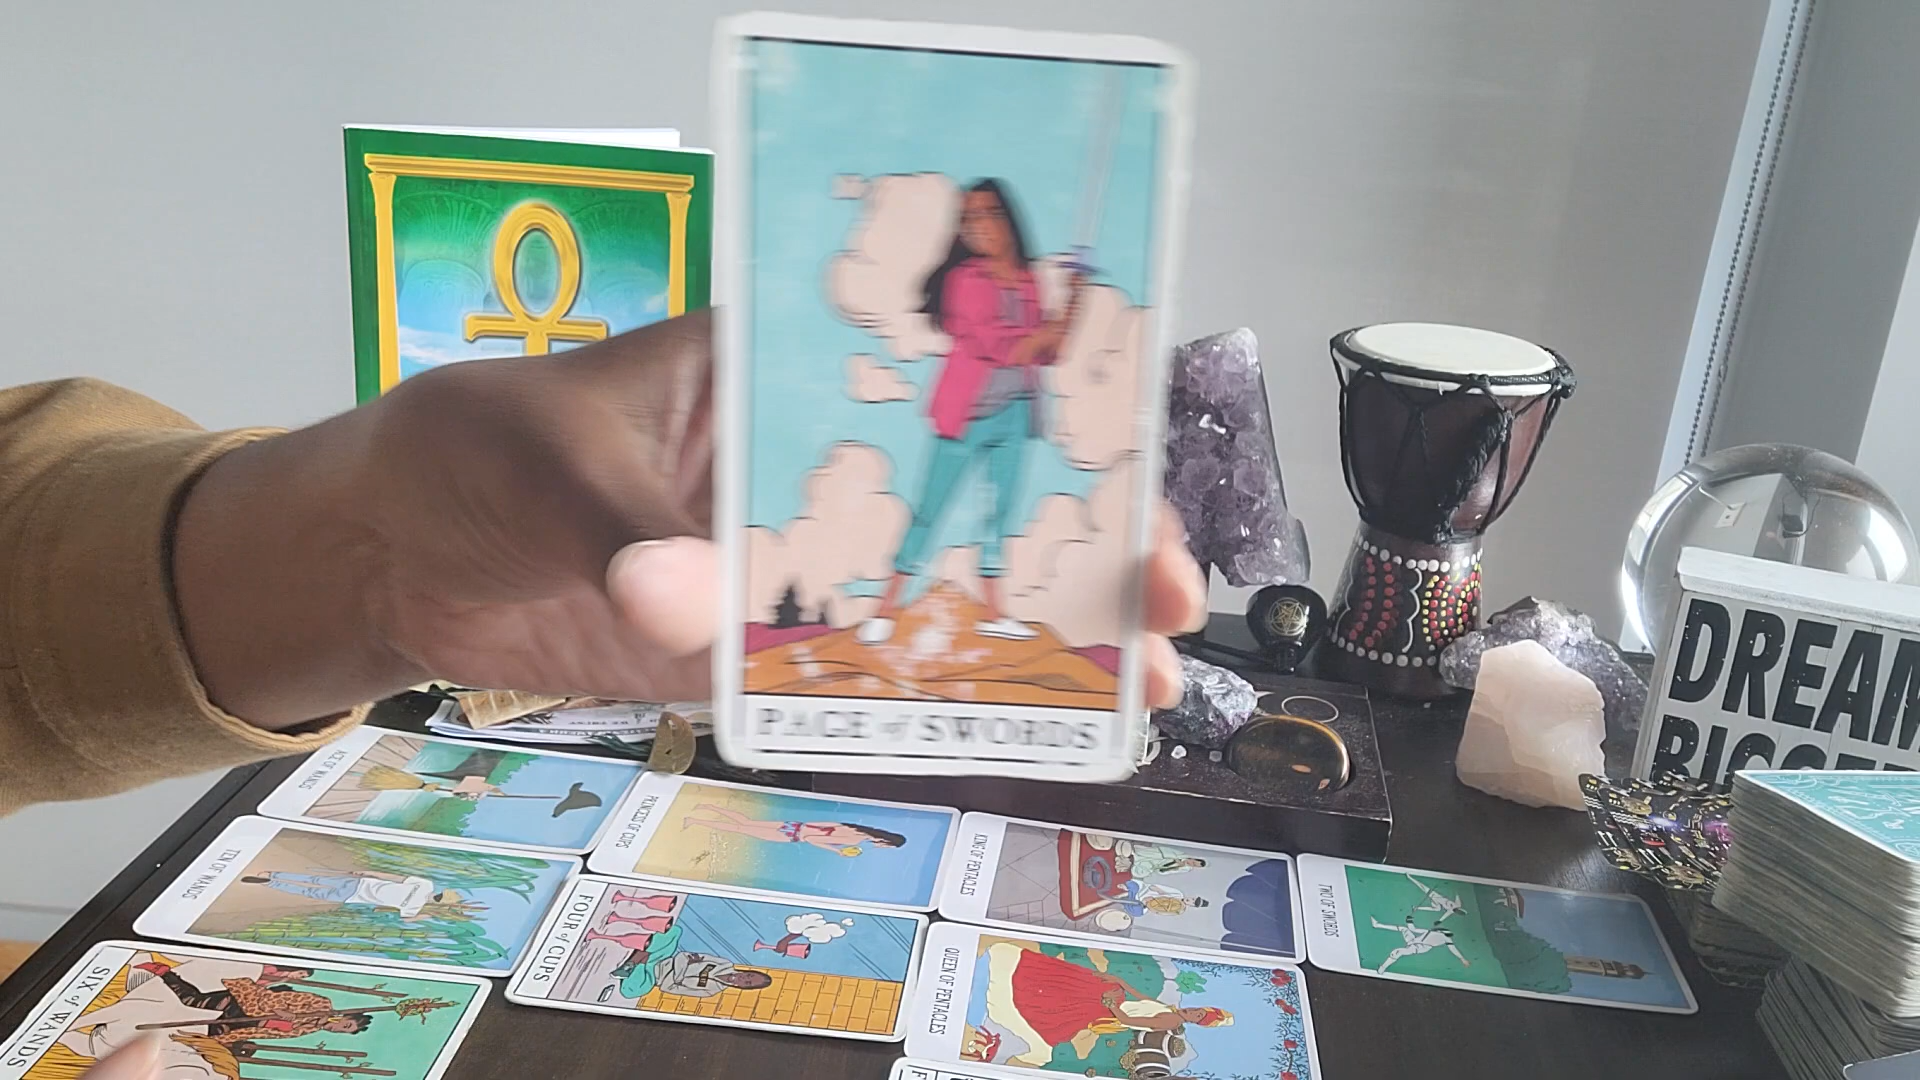 PAGE of SWORDS
DREAM
BIGGE
ACE OF WANDS
PRINCESS OF CUPS
KING OF PENTACLES
TWO OF SWORDS
TEN OF WANDS
FOUR of CUPS
QUEEN OF PENTACLES
SIX of WANDS